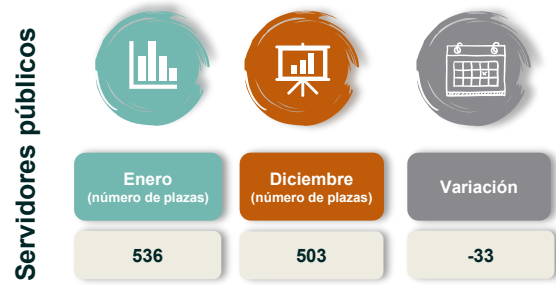 Servidores públicos
Enero
(número de plazas)
Diciembre
(número de plazas)
Variación
536
503
-33